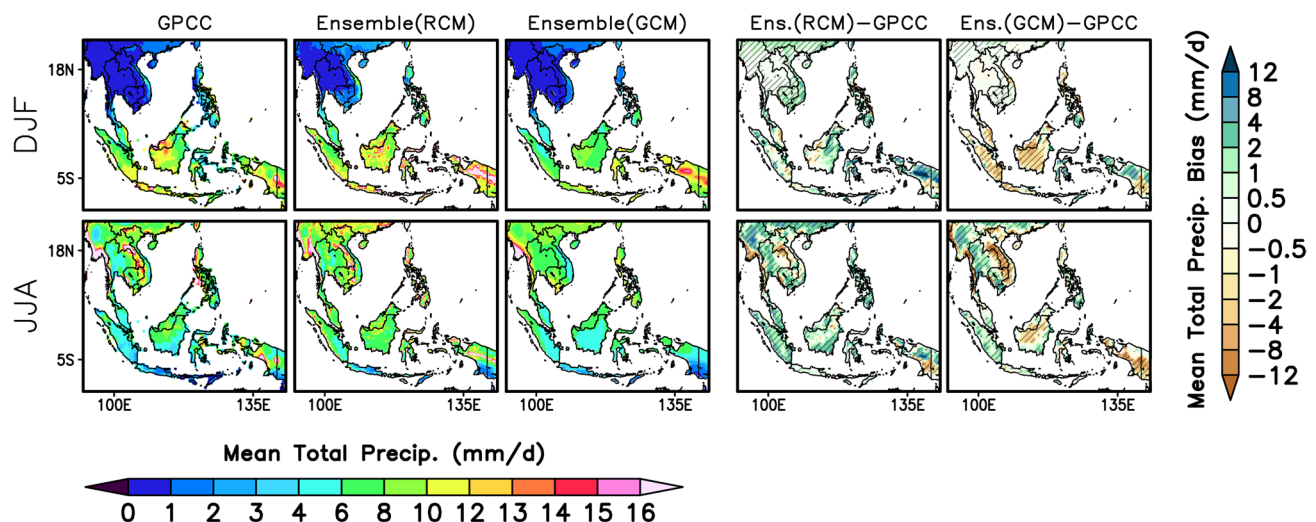 GPCC Ensemble(RCM) Ensemble(GCM) Ens.(RCM)−GPCC Ens.(GCM)−GPCC
DJF
18N
5S
JJA
18N
5S
100E 135E 100E 135E 100E 135E 100E 135E 100E 135E
Mean Total Precip. (mm/d)
0 1 2 3 4 6 8 10 12 13 14 15 16
Mean Total Precip. Bias (mm/d)
12
8
4
2
1
0.5
0
−0.5
−1
−2
−4
−8
−12